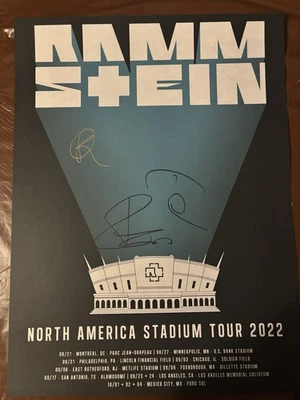 RAMM
STEIN
NORTH AMERICA STADIUM TOUR 2022
08/21 - MONTREAL, QC - PARC JEAN-DRAPEAU | 08/27 - MINNEAPOLIS, MN - U.S. BANK STADIUM
08/31 - PHILADELPHIA, PA - LINCOLN FINANCIAL FIELD | 09/03 - CHICAGO, IL - SOLDIER FIELD
09/06 - EAST RUTHERFORD, NJ - METLIFE STADIUM | 09/09 - FOXBOROUGH, MA - GILLETTE STADIUM
09/17 - SAN ANTONIO, TX - ALAMODOME | 09/23 + 24 - LOS ANGELES, CA - LOS ANGELES MEMORIAL COLISEUM
10/01 + 02 + 04 - MEXICO CITY, MX - FORO SOL